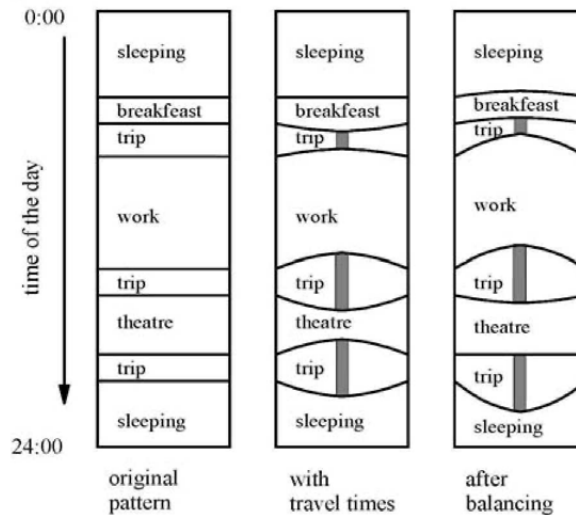 0:00
time of the day
24:00
sleeping
breakfeast
trip
work
trip
theatre
trip
sleeping
original
pattern
sleeping
breakfeast
trip
work
trip
theatre
trip
sleeping
with
travel times
sleeping
breakfeast
trip
work
trip
theatre
trip
sleeping
after
balancing